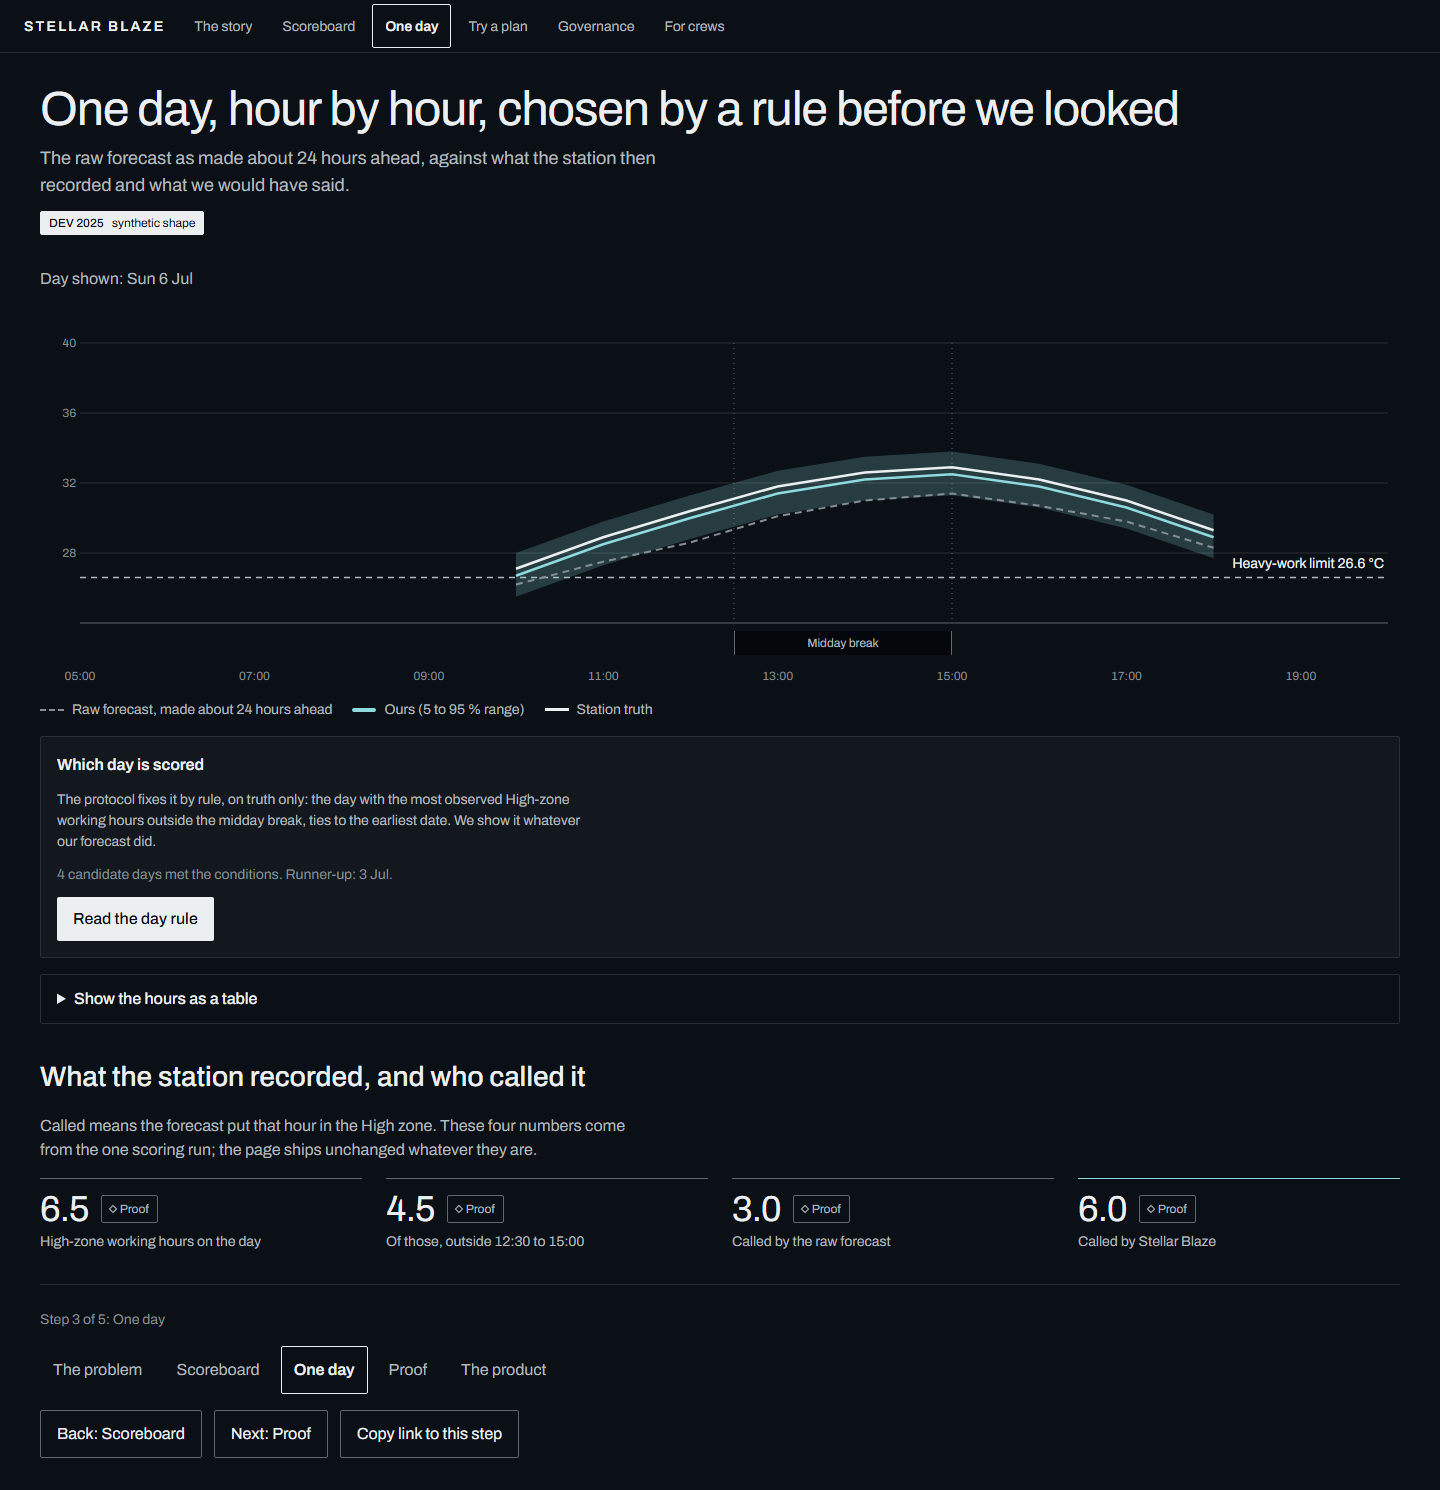 STELLAR BLAZE The story Scoreboard One day Try a plan Governance For crews
One day, hour by hour, chosen by a rule before we looked
The raw forecast as made about 24 hours ahead, against what the station then
recorded and what we would have said.
DEV 2025 synthetic shape
Day shown: Sun 6 Jul
40
36
32
28
Heavy-work limit 26.6 °C
Midday break
05:00 07:00 09:00 11:00 13:00 15:00 17:00 19:00
Raw forecast, made about 24 hours ahead Ours (5 to 95 % range) Station truth
Which day is scored
The protocol fixes it by rule, on truth only: the day with the most observed High-zone
working hours outside the midday break, ties to the earliest date. We show it whatever
our forecast did.
4 candidate days met the conditions. Runner-up: 3 Jul.
Read the day rule
Show the hours as a table
What the station recorded, and who called it
Called means the forecast put that hour in the High zone. These four numbers come
from the one scoring run; the page ships unchanged whatever they are.
6.5 ◇ Proof 4.5 ◇ Proof 3.0 ◇ Proof 6.0 ◇ Proof
High-zone working hours on the day Of those, outside 12:30 to 15:00 Called by the raw forecast Called by Stellar Blaze
Step 3 of 5: One day
The problem Scoreboard One day Proof The product
Back: Scoreboard Next: Proof Copy link to this step